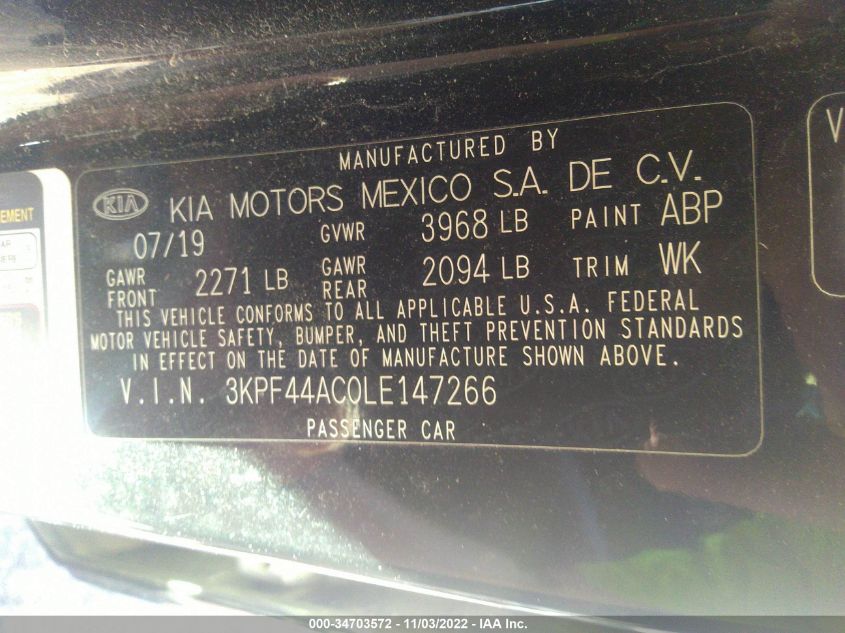 MANUFACTURED BY
KIA KIA MOTORS MEXICO S.A. DE C.V.
07/19 GVWR 3968 LB PAINT ABP
GAWR FRONT 2271 LB GAWR REAR 2094 LB TRIM WK
THIS VEHICLE CONFORMS TO ALL APPLICABLE U.S.A. FEDERAL
MOTOR VEHICLE SAFETY, BUMPER, AND THEFT PREVENTION STANDARDS
IN EFFECT ON THE DATE OF MANUFACTURE SHOWN ABOVE.
V.I.N. 3KPF44AC0LE147266
PASSENGER CAR
EMENT
V
000-34703572 - 11/03/2022 - IAA Inc.